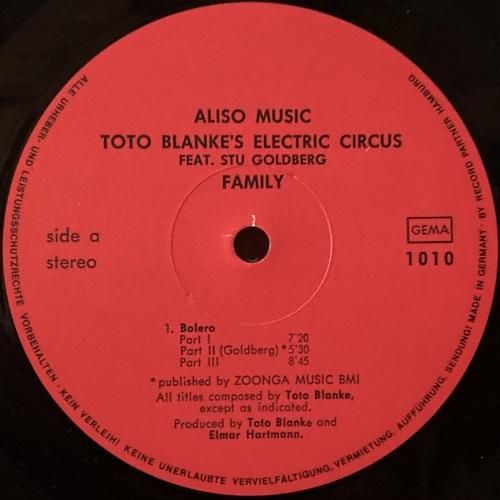 ALISO MUSIC
TOTO BLANKE'S ELECTRIC CIRCUS
FEAT. STU GOLDBERG
FAMILY
side a
stereo
GEMA
1010
1. Bolero
Part I 7'20
Part II (Goldberg) *5'30
Part III 8'45
*published by ZOONGA MUSIC BMI
All titles composed by Toto Blanke,
except as indicated.
Produced by Toto Blanke and
Elmar Hartmann.
ALLE URHEBER- UND LEISTUNGSSCHUTZRECHTE VORBEHALTEN · KEIN VERLEIH! KEINE UNERLAUBTE VERVIELFÄLTIGUNG, VERMIETUNG, AUFFÜHRUNG, SENDUNG! MADE IN GERMANY · BY RECORD PARTNER HAMBURG